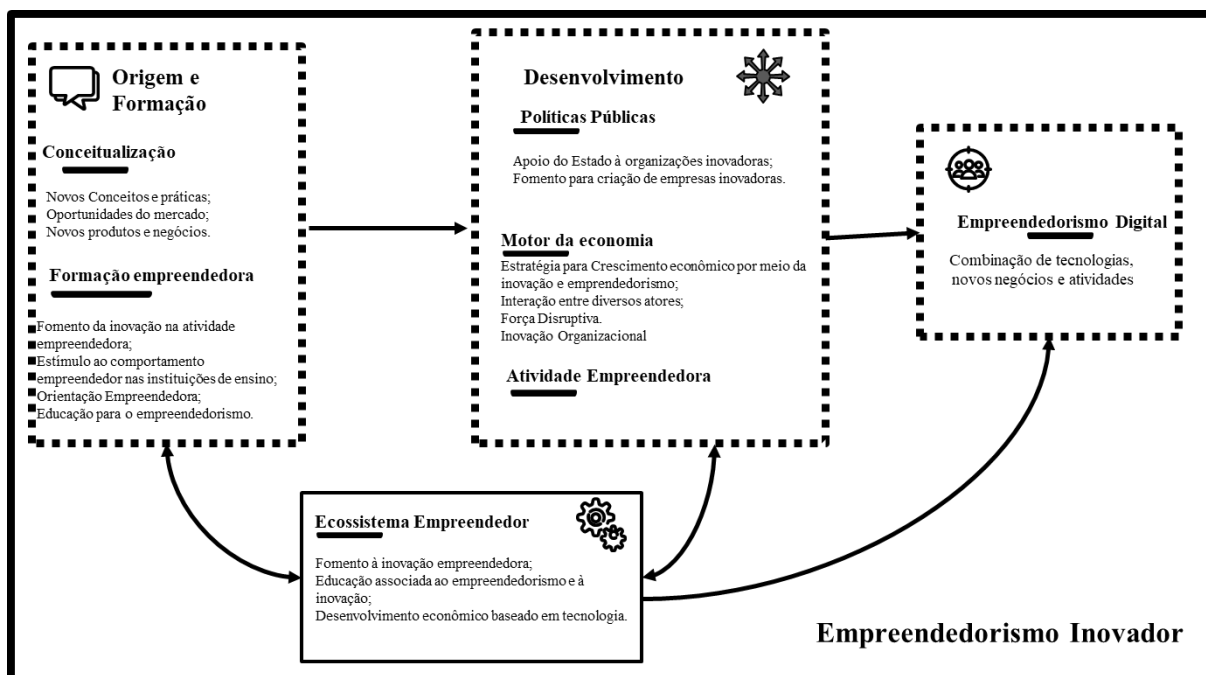 Origem e
Formação
Conceitualização
Novos Conceitos e práticas;
Oportunidades do mercado;
Novos produtos e negócios.
Formação empreendedora
Fomento da inovação na atividade
empreendedora;
Estímulo ao comportamento
empreendedor nas instituições de ensino;
Orientação Empreendedora;
Educação para o empreendedorismo.
Desenvolvimento
Políticas Públicas
Apoio do Estado à organizações inovadoras;
Fomento para criação de empresas inovadoras.
Motor da economia
Estratégia para Crescimento econômico por meio da
inovação e emprendedorismo;
Interação entre diversos atores;
Força Disruptiva.
Inovação Organizacional
Atividade Empreendedora
Empreendedorismo Digital
Combinação de tecnologias,
novos negócios e atividades
Ecossistema Empreendedor
Fomento à inovação empreendedora;
Educação associada ao empreendedorismo e à
inovação;
Desenvolvimento econômico baseado em tecnologia.
Empreendedorismo Inovador